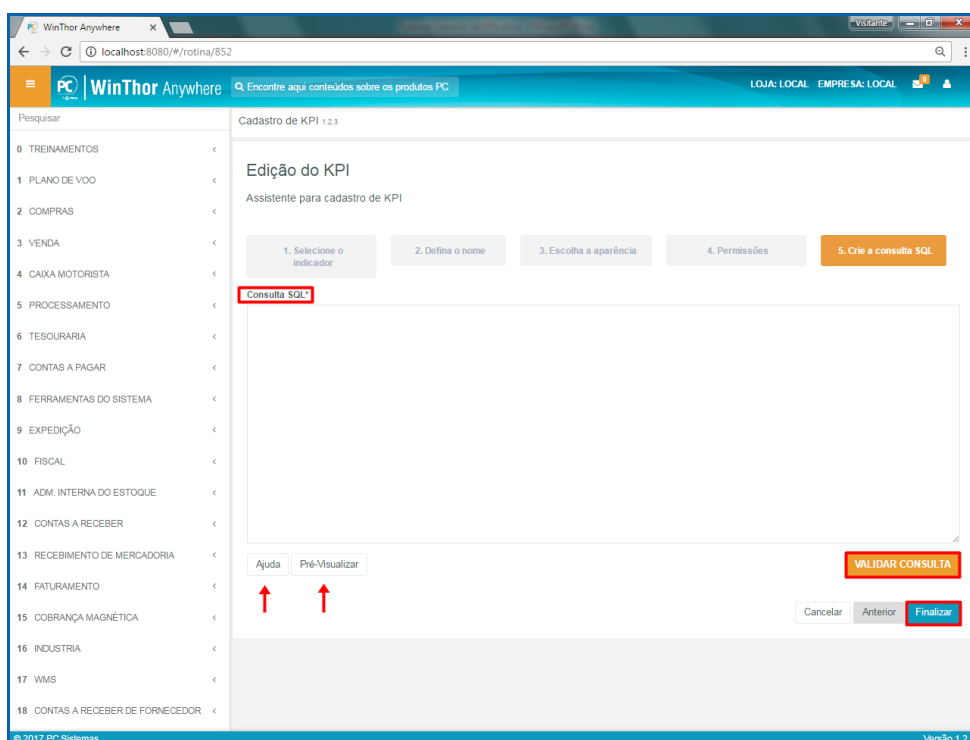 WinThor Anywhere
Visitante
localhost:8080/#/rotina/852
PC | WinThor Anywhere
Encontre aqui conteúdos sobre os produtos PC
LOJA: LOCAL EMPRESA: LOCAL
0
Pesquisar
Cadastro de KPI 1.2.3
0 TREINAMENTOS
1 PLANO DE VOO
2 COMPRAS
3 VENDA
4 CAIXA MOTORISTA
5 PROCESSAMENTO
6 TESOURARIA
7 CONTAS A PAGAR
8 FERRAMENTAS DO SISTEMA
9 EXPEDIÇÃO
10 FISCAL
11 ADM. INTERNA DO ESTOQUE
12 CONTAS A RECEBER
13 RECEBIMENTO DE MERCADORIA
14 FATURAMENTO
15 COBRANÇA MAGNÉTICA
16 INDUSTRIA
17 WMS
18 CONTAS A RECEBER DE FORNECEDOR
Edição do KPI
Assistente para cadastro de KPI
1. Selecione o
indicador
2. Defina o nome
3. Escolha a aparência
4. Permissões
5. Crie a consulta SQL
Consulta SQL*
Ajuda
Pré-Visualizar
VALIDAR CONSULTA
Cancelar
Anterior
Finalizar
© 2017 PC Sistemas
Versão 1.2